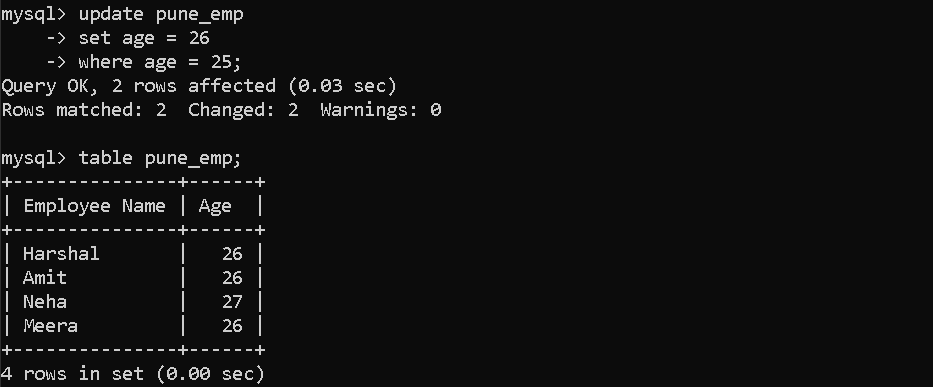 mysql> update pune_emp
    -> set age = 26
    -> where age = 25;
Query OK, 2 rows affected (0.03 sec)
Rows matched: 2  Changed: 2  Warnings: 0

mysql> table pune_emp;
+---------------+------+
| Employee Name | Age  |
+---------------+------+
| Harshal       |   26 |
| Amit          |   26 |
| Neha          |   27 |
| Meera         |   26 |
+---------------+------+
4 rows in set (0.00 sec)